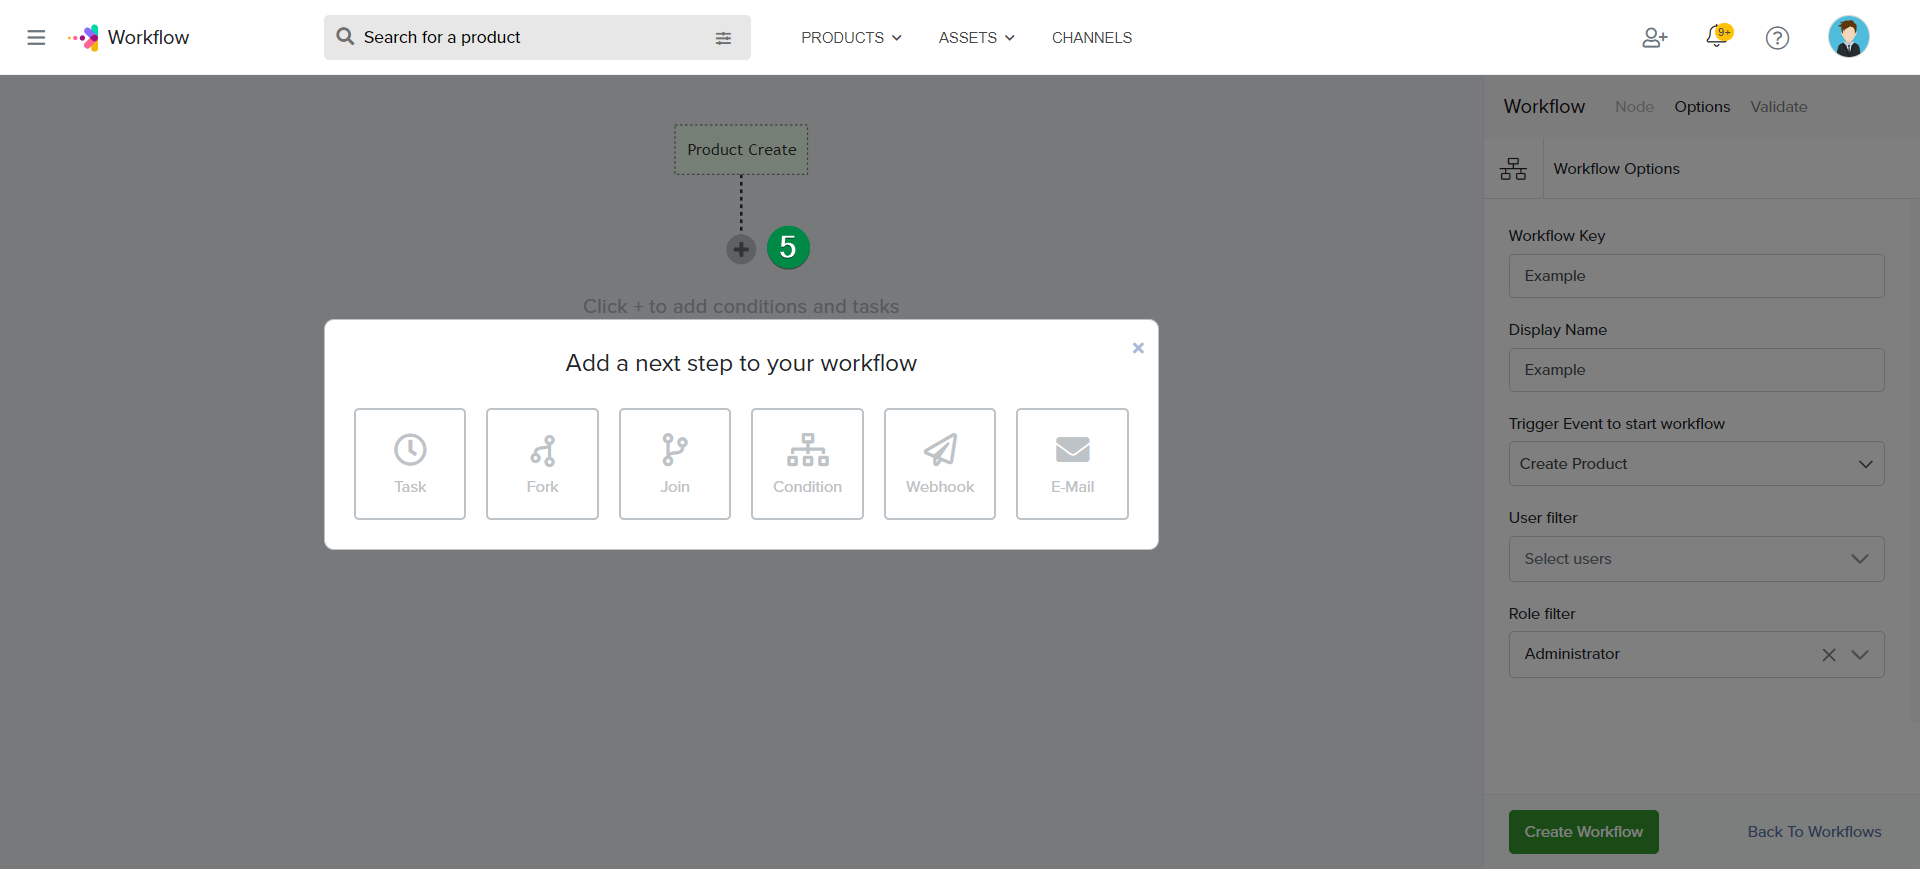 Workflow
Search for a product
PRODUCTS
ASSETS
CHANNELS
9+
?
Workflow
Node
Options
Validate
Product Create
5
Click + to add conditions and tasks
Add a next step to your workflow
Task
Fork
Join
Condition
Webhook
E-Mail
Workflow Options
Workflow Key
Example
Display Name
Example
Trigger Event to start workflow
Create Product
User filter
Select users
Role filter
Administrator
Create Workflow
Back To Workflows